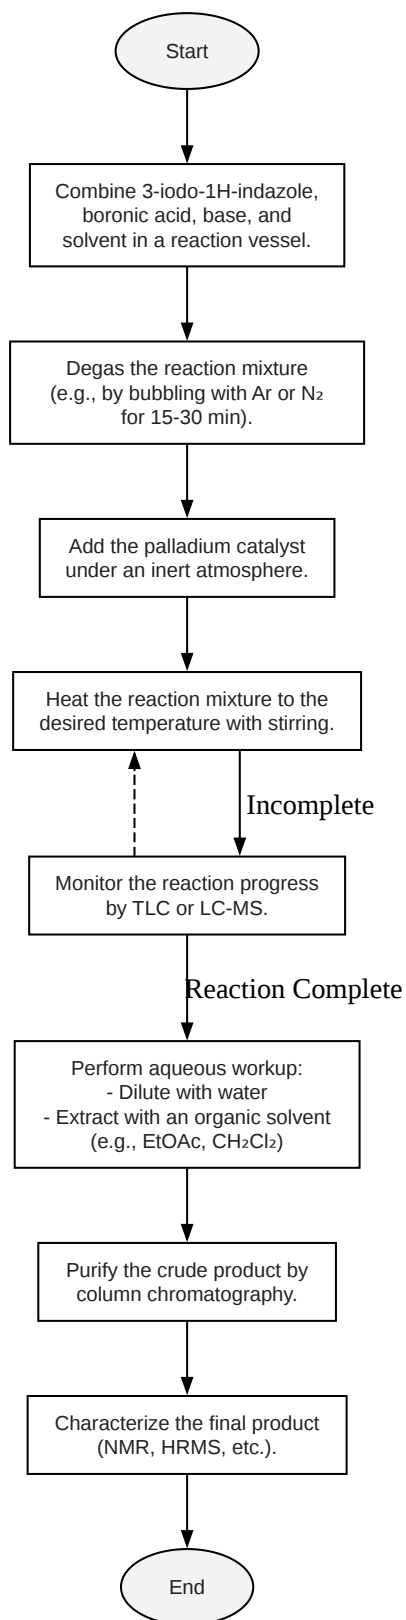 Start
Combine 3-iodo-1H-indazole,
boronic acid, base, and
solvent in a reaction vessel.
Degas the reaction mixture
(e.g., by bubbling with Ar or N₂
for 15-30 min).
Add the palladium catalyst
under an inert atmosphere.
Heat the reaction mixture to the
desired temperature with stirring.
Incomplete
Monitor the reaction progress
by TLC or LC-MS.
Reaction Complete
Perform aqueous workup:
- Dilute with water
- Extract with an organic solvent
(e.g., EtOAc, CH₂Cl₂)
Purify the crude product by
column chromatography.
Characterize the final product
(NMR, HRMS, etc.).
End